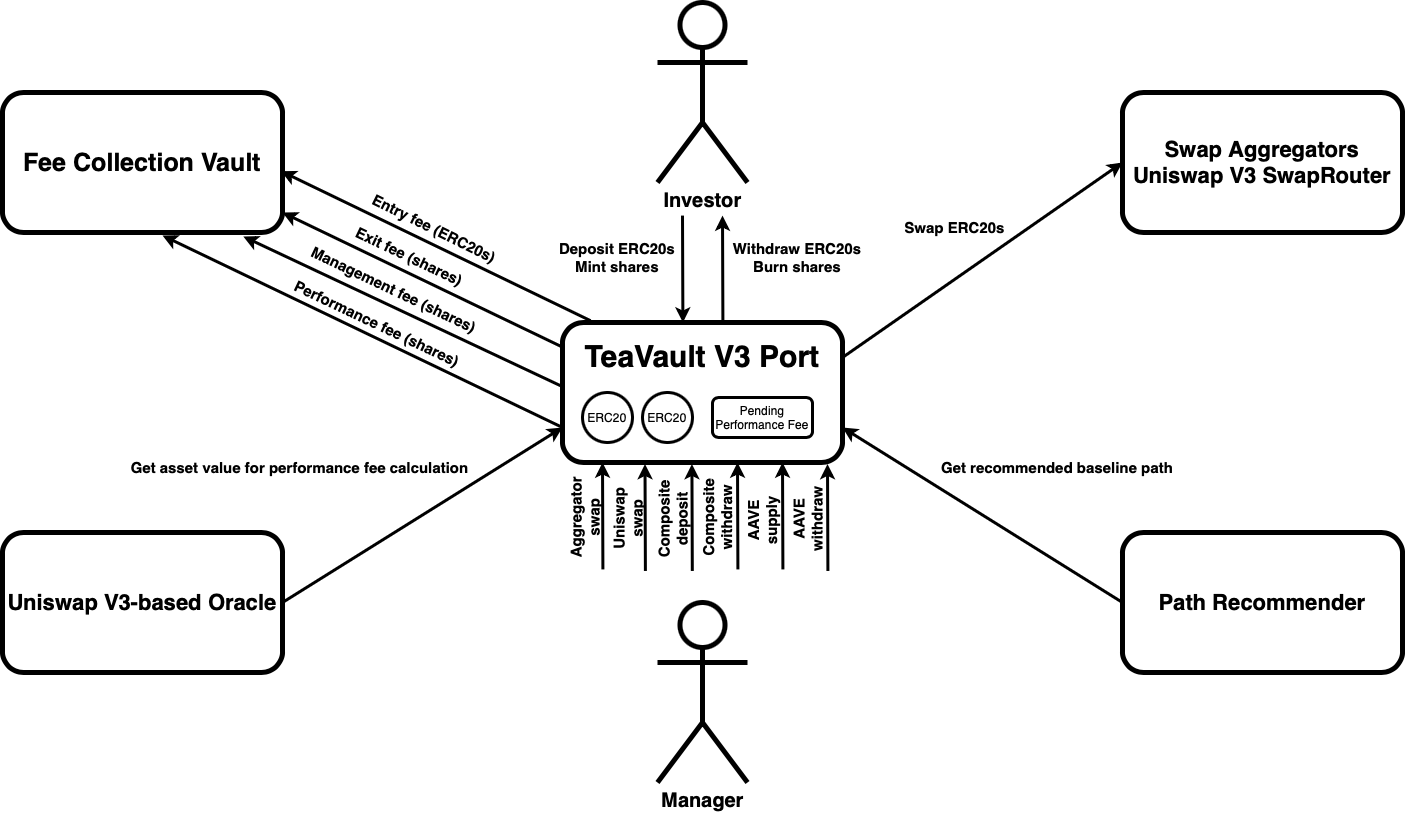 Investor
Fee Collection Vault
Swap Aggregators
Uniswap V3 SwapRouter
Entry fee (ERC20s)
Exit fee (shares)
Management fee (shares)
Performance fee (shares)
Deposit ERC20s
Mint shares
Withdraw ERC20s
Burn shares
Swap ERC20s
TeaVault V3 Port
ERC20
ERC20
Pending
Performance Fee
Get asset value for performance fee calculation
Get recommended baseline path
Aggregator
swap
Uniswap
swap
Composite
deposit
Composite
withdraw
AAVE
supply
AAVE
withdraw
Uniswap V3-based Oracle
Path Recommender
Manager